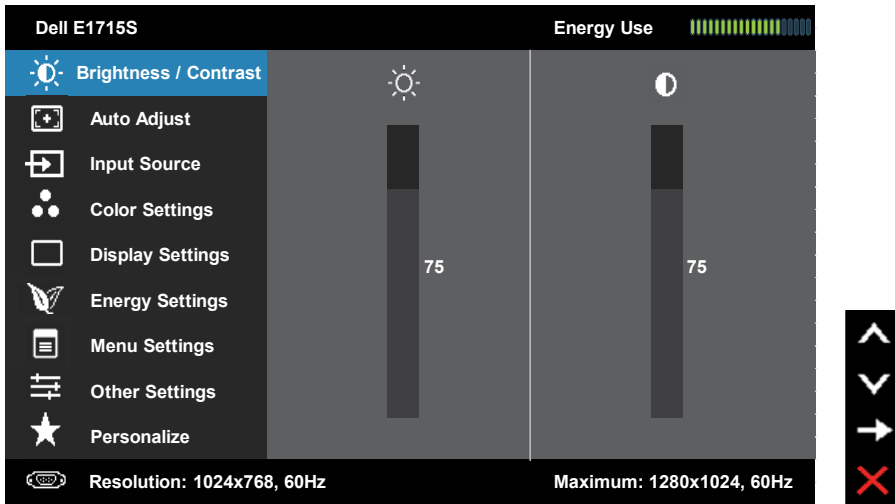 Dell E1715S Energy Use
Brightness / Contrast
Auto Adjust
Input Source
Color Settings
Display Settings
75 75
Energy Settings
Menu Settings
Other Settings
Personalize
Resolution: 1024x768, 60Hz Maximum: 1280x1024, 60Hz